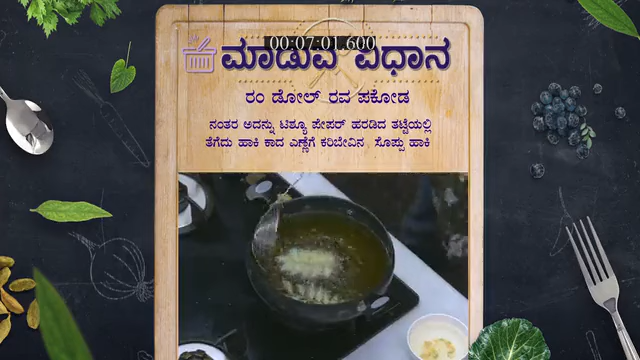 00:07:01.600
ಮಾಡುವ ವಿಧಾನ
ರಂ ಡೋಲ್ ರವ ಪಕೋಡ
ನಂತರ ಅದನ್ನು ಟಿಶ್ಯೂ ಪೇಪರ್ ಹರಡಿದ ತಟ್ಟೆಯಲ್ಲಿ
ತೆಗೆದು ಹಾಕಿ ಕಾದ ಎಣ್ಣೆಗೆ ಕರಿಬೇವಿನ ಸೊಪ್ಪು ಹಾಕಿ